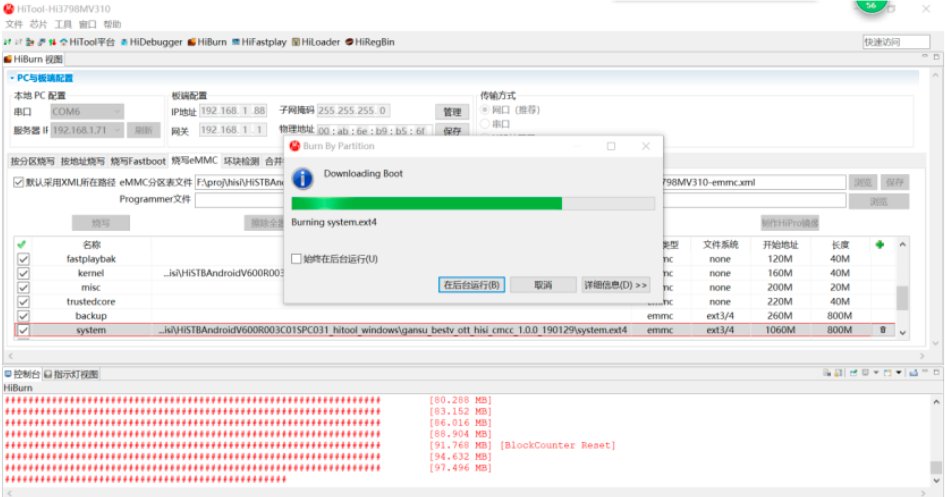 HiTool-Hi3798MV310
56
文件 芯片 工具 窗口 帮助
HiTool平台 HiDebugger HiBurn HiFastplay HiLoader HiRegBin
快速访问
HiBurn 视图
PC与板端配置
本地 PC 配置 板端配置 传输方式
串口 COM6 IP地址 192.168. 1 .88 子网掩码 255.255.255. 0 管理 网口（推荐）
服务器 IF 192.168.1.71 刷新 网关 192.168. 1 .1 物理地址 00 : ab : 6e : b9 : b5 : 6f 保存 串口
按分区烧写 按地址烧写 烧写Fastboot 烧写eMMC 环块检测 合并
默认采用XML所在路径 eMMC分区表文件 F:\proj\hisi\HiSTBAn 798MV310-emmc.xml 浏览 保存
Programmer文件 浏览
烧写 擦除全 制作HiPro镜像
名称 类型 文件系统 开始地址 长度
fastplaybak mc none 120M 40M
kernel ..isi\HiSTBAndroidV600R003 mc none 160M 40M
misc mc none 200M 20M
trustedcore none 220M 40M
backup emmc ext3/4 260M 800M
system ..isi\HiSTBAndroidV600R003C01SPC031_hitool_windows\gansu_bestv_ott_hisi_cmcc_1.0.0_190129\system.ext4 emmc ext3/4 1060M 800M
Burn By Partition
Downloading Boot
Burning system.ext4
始终在后台运行(U)
在后台运行(B) 取消 详细信息(D) >>
控制台 指示灯视图
HiBurn
[80.288 MB]
[83.152 MB]
[86.016 MB]
[88.904 MB]
[91.768 MB] [BlockCounter Reset]
[94.632 MB]
[97.496 MB]